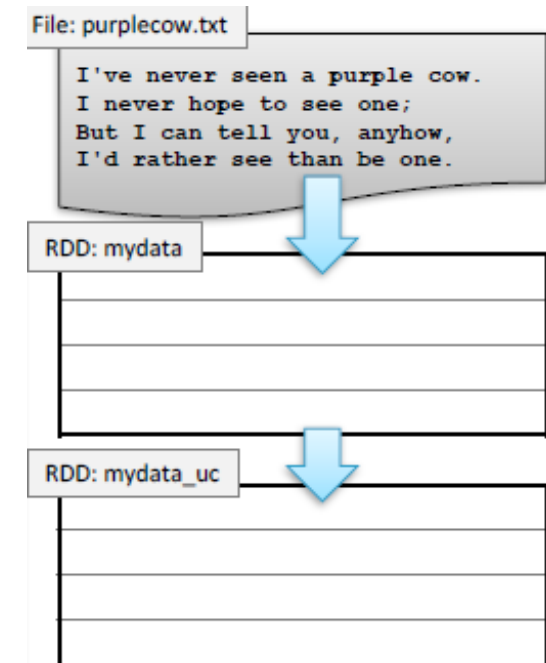 File: purplecow.txt
I've never seen a purple cow.
I never hope to see one;
But I can tell you, anyhow,
I'd rather see than be one.
RDD: mydata
RDD: mydata_uc